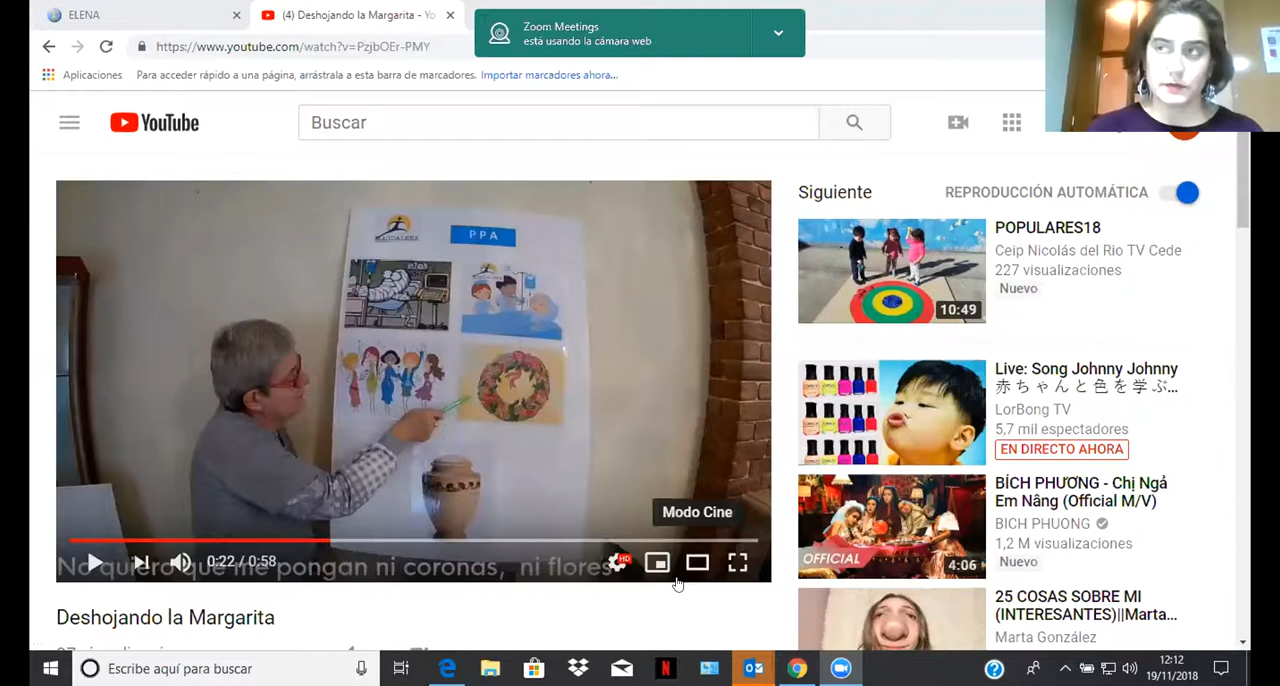 ELENA
(4) Deshojando la Margarita - Yo
Zoom Meetings
está usando la cámara web
https://www.youtube.com/watch?v=PzjbOEr-PMY
Aplicaciones
Para acceder rápido a una página, arrástrala a esta barra de marcadores. Importar marcadores ahora...
YouTube
Buscar
Siguiente
REPRODUCCIÓN AUTOMÁTICA
PPA
POPULARES18
Ceip Nicolás del Rio TV Cede
227 visualizaciones
Nuevo
10:49
Live: Song Johnny Johnny
赤ちゃんと色を学ぶ...
LorBong TV
5,7 mil espectadores
EN DIRECTO AHORA
BÍCH PHƯƠNG - Chị Ngả
Em Nâng (Official M/V)
BICH PHUONG
1,2 M visualizaciones
Nuevo
OFFICIAL
4:06
25 COSAS SOBRE MI
(INTERESANTES)||Marta...
Marta González
Modo Cine
0:22 / 0:58
HD
No quiero que me pongan ni coronas, ni flores
Deshojando la Margarita
Escribe aquí para buscar
12:12
19/11/2018